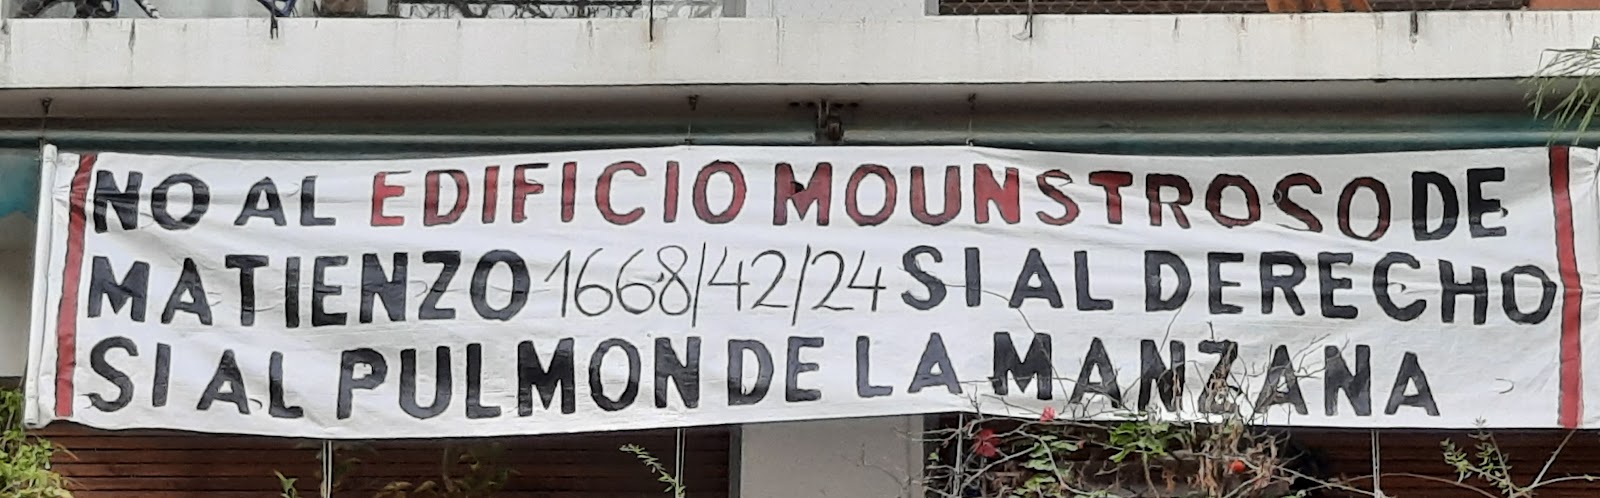 NO AL EDIFICIO MOUNSTROSO DE
MATIENZO 1668/42/24 SI AL DERECHO
SI AL PULMON DE LA MANZANA